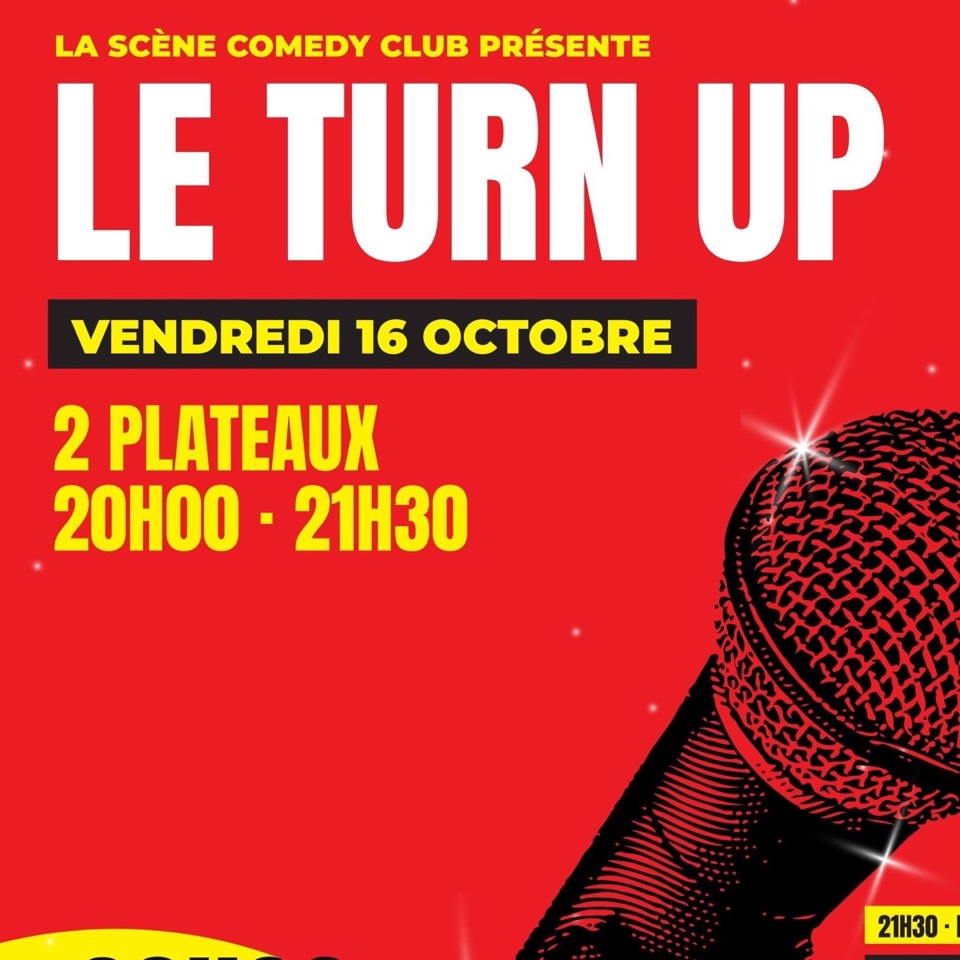 LA SCÈNE COMEDY CLUB PRÉSENTE
LE TURN UP
VENDREDI 16 OCTOBRE
2 PLATEAUX
20H00 · 21H30
21H30 ·